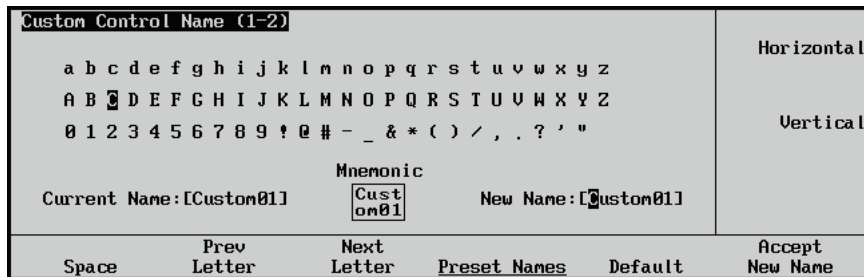 Custom Control Name (1-2)
Horizontal
a b c d e f g h i j k l m n o p q r s t u v w x y z
A B C D E F G H I J K L M N O P Q R S T U V W X Y Z
Vertical
0 1 2 3 4 5 6 7 8 9 ! @ # - _ & * ( ) / , . ? ' "
Mnemonic
Current Name:[Custom01]
Cust
om01
New Name:[Custom01]
Space
Prev
Letter
Next
Letter
Preset Names
Default
Accept
New Name